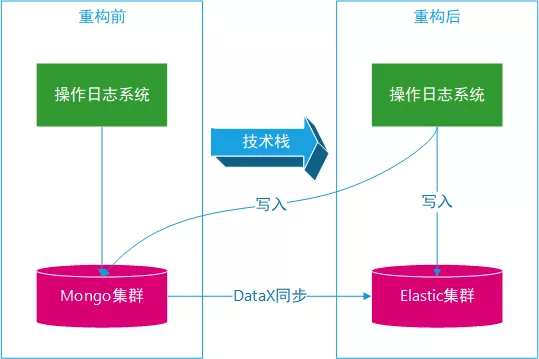 重构前
重构后
操作日志系统
操作日志系统
技术栈
写入
写入
Mongo集群
DataX同步
Elastic集群